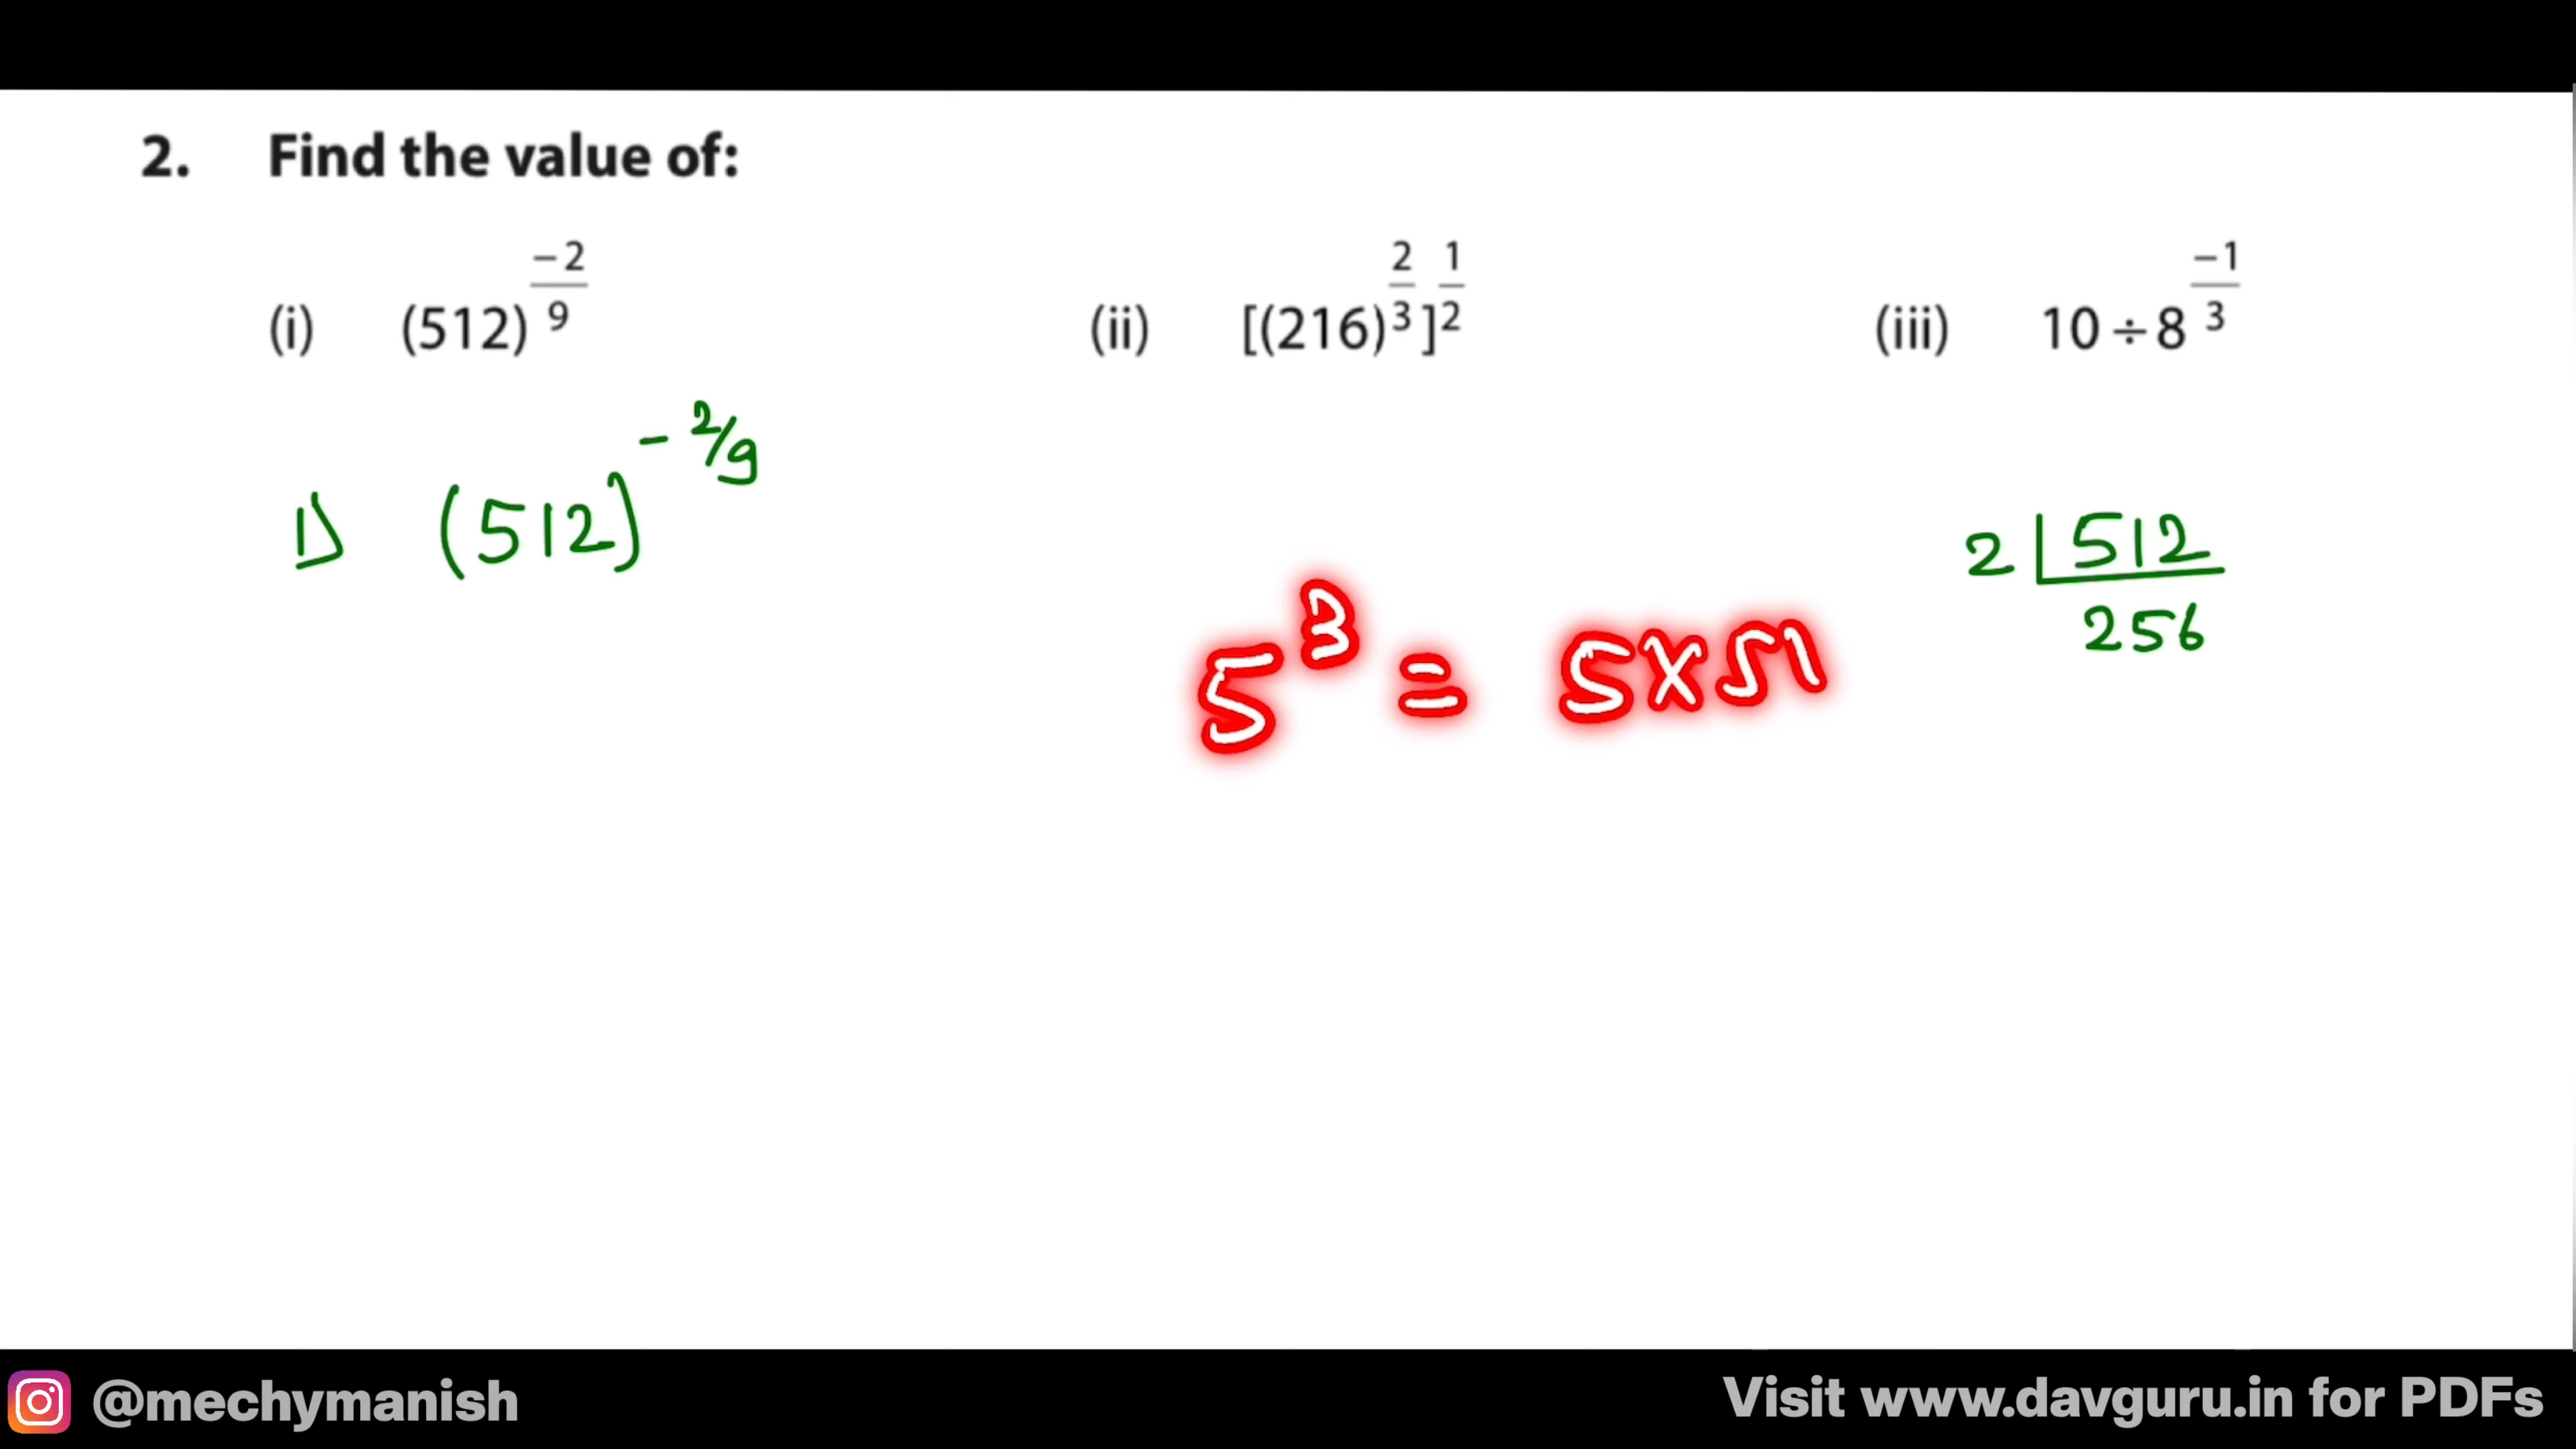 2. Find the value of:
(i) (512)^(-2/9) (ii) [(216)^(2/3)]^(1/2) (iii) 10÷8^(-1/3)
1) (512)^(-2/9)
2 | 512
256
5³ = 5×5
@mechymanish
Visit www.davguru.in for PDFs